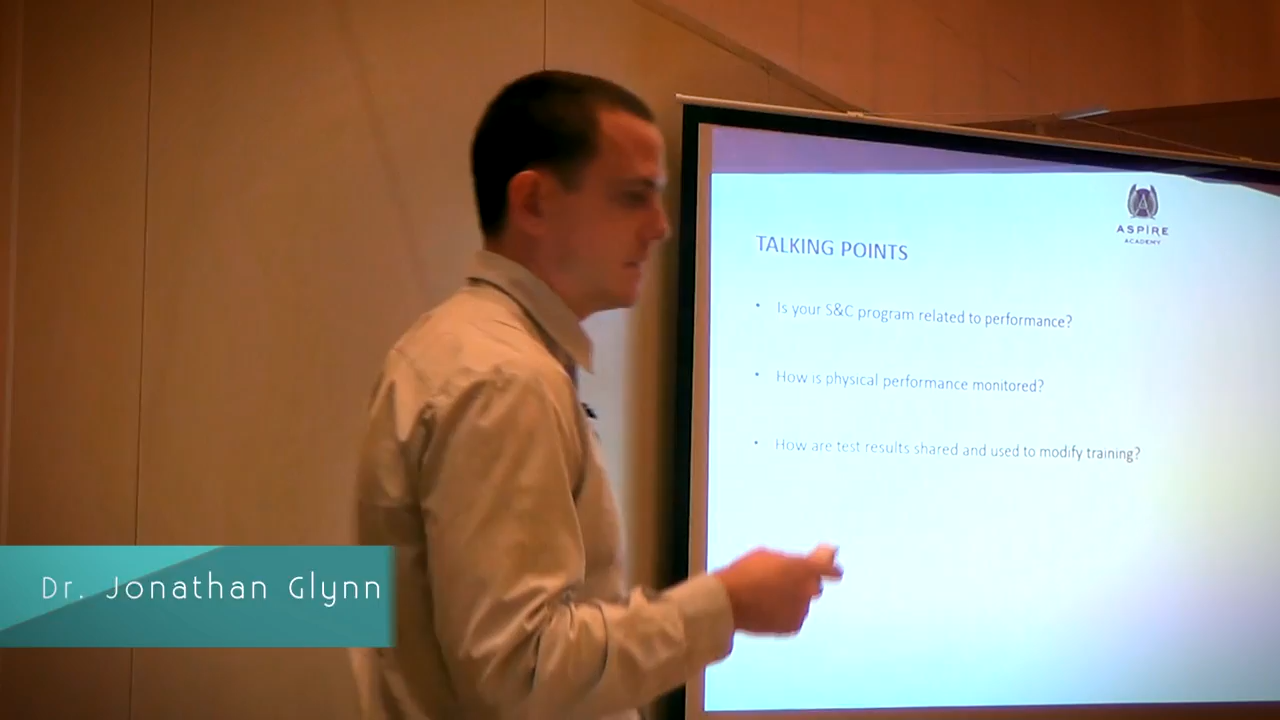 ASPIRE
ACADEMY
TALKING POINTS
• Is your S&C program related to performance?
• How is physical performance monitored?
• How are test results shared and used to modify training?
Dr. Jonathan Glynn